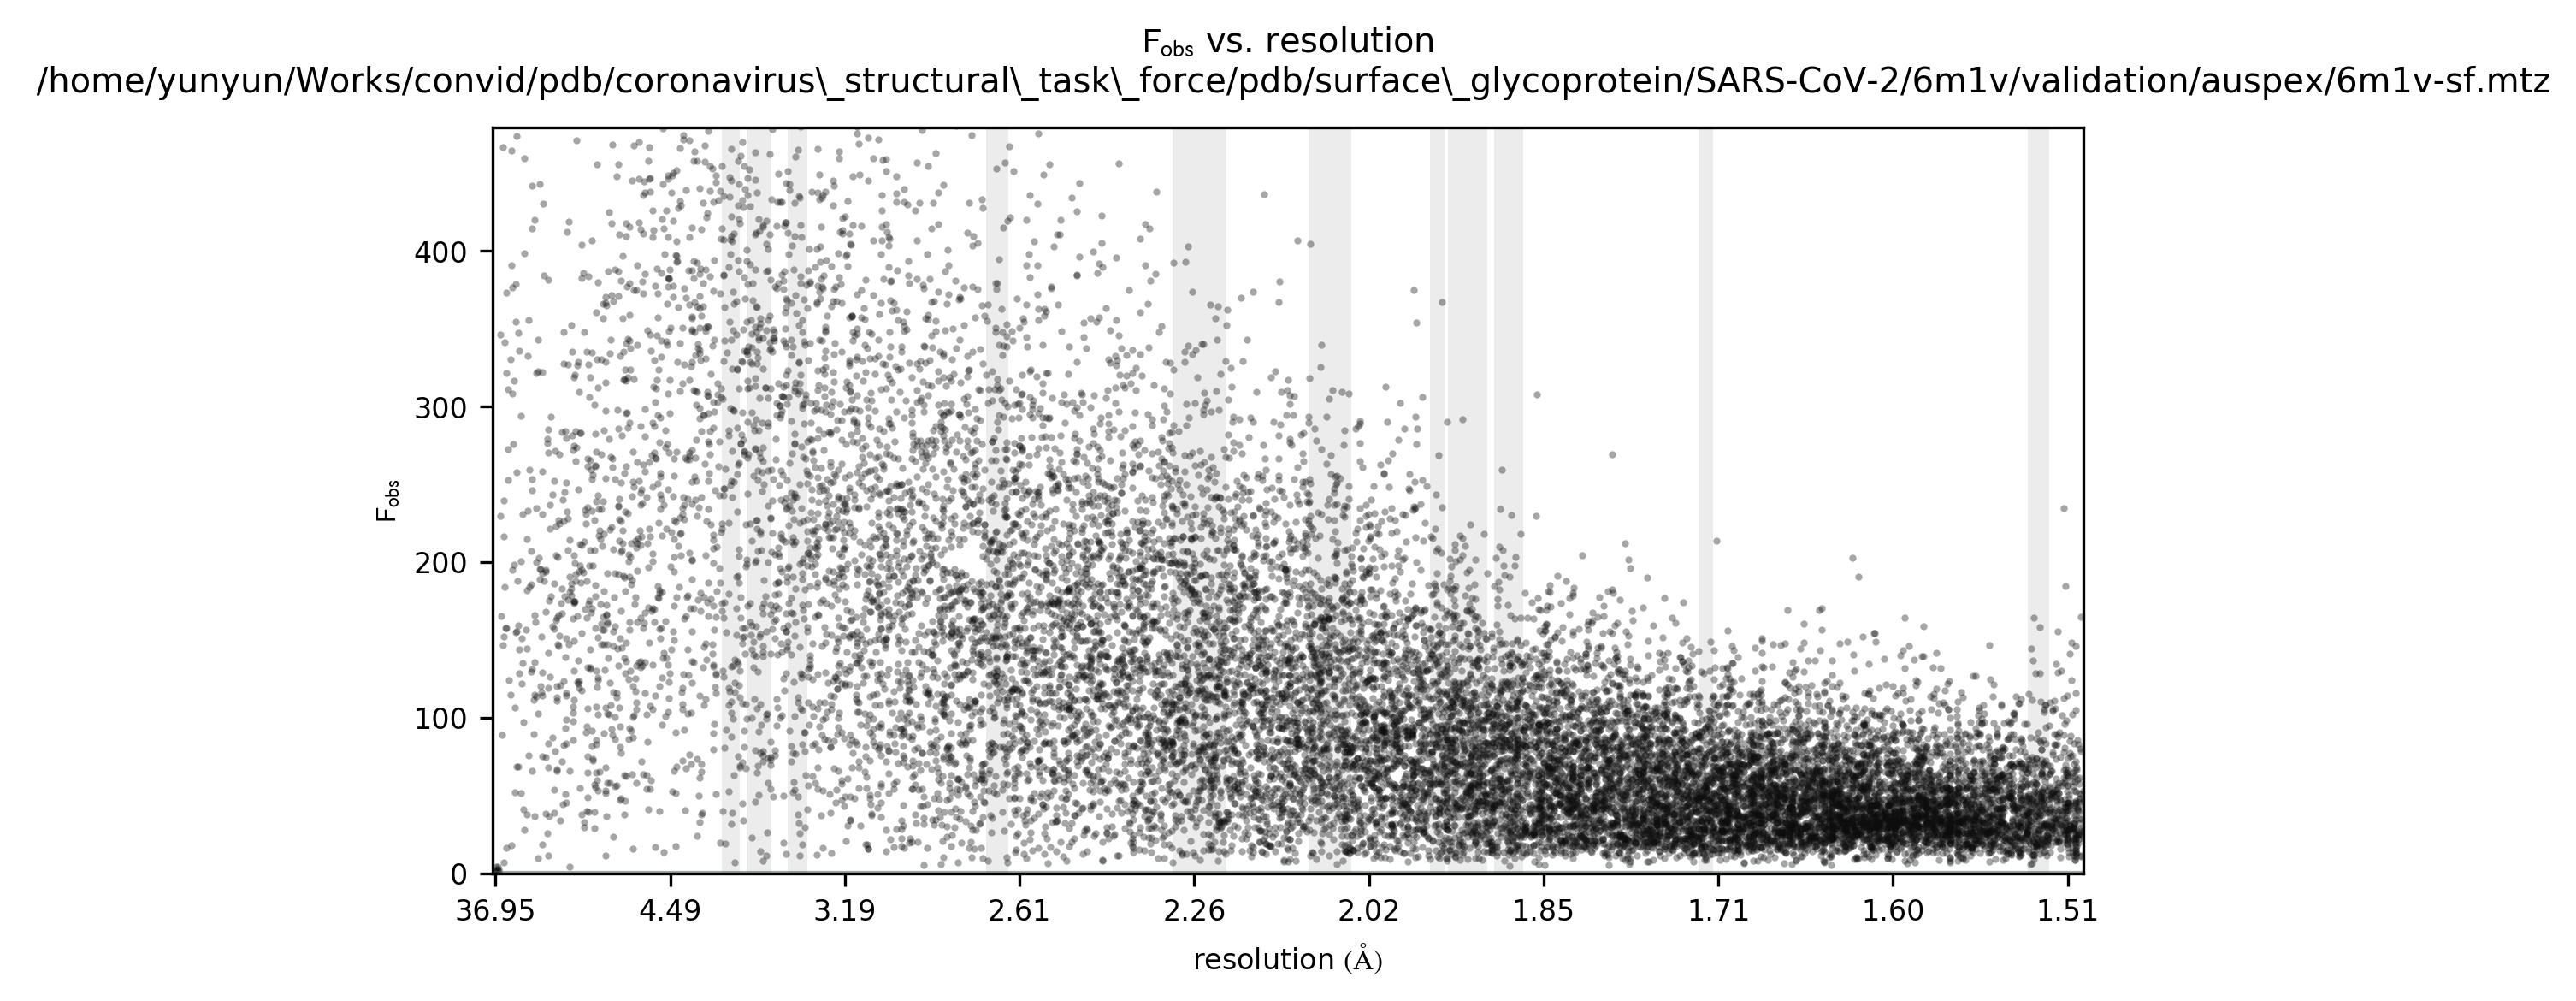 F_obs vs. resolution
/home/yunyun/Works/convid/pdb/coronavirus\_structural\_task\_force/pdb/surface\_glycoprotein/SARS-CoV-2/6m1v/validation/auspex/6m1v-sf.mtz
400
300
F_obs
200
100
0
36.95 4.49 3.19 2.61 2.26 2.02 1.85 1.71 1.60 1.51
resolution (Å)